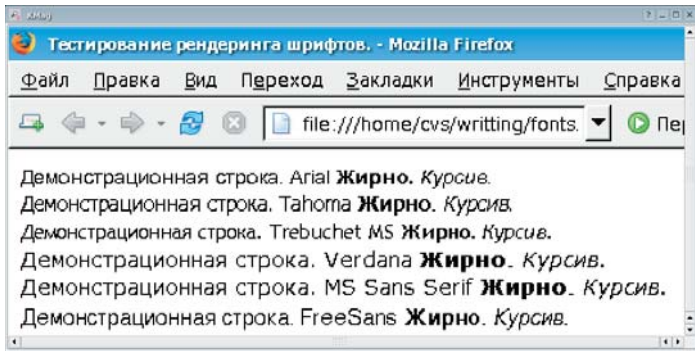 XMag
Тестирование рендеринга шрифтов. - Mozilla Firefox
Файл Правка Вид Переход Закладки Инструменты Справка
file:///home/cvs/writting/fonts. Пер
Демонстрационная строка. Arial Жирно. Курсив.
Демонстрационная строка. Tahoma Жирно. Курсив.
Демонстрационная строка. Trebuchet MS Жирно. Курсив.
Демонстрационная строка. Verdana Жирно. Курсив.
Демонстрационная строка. MS Sans Serif Жирно. Курсив.
Демонстрационная строка. FreeSans Жирно. Курсив.